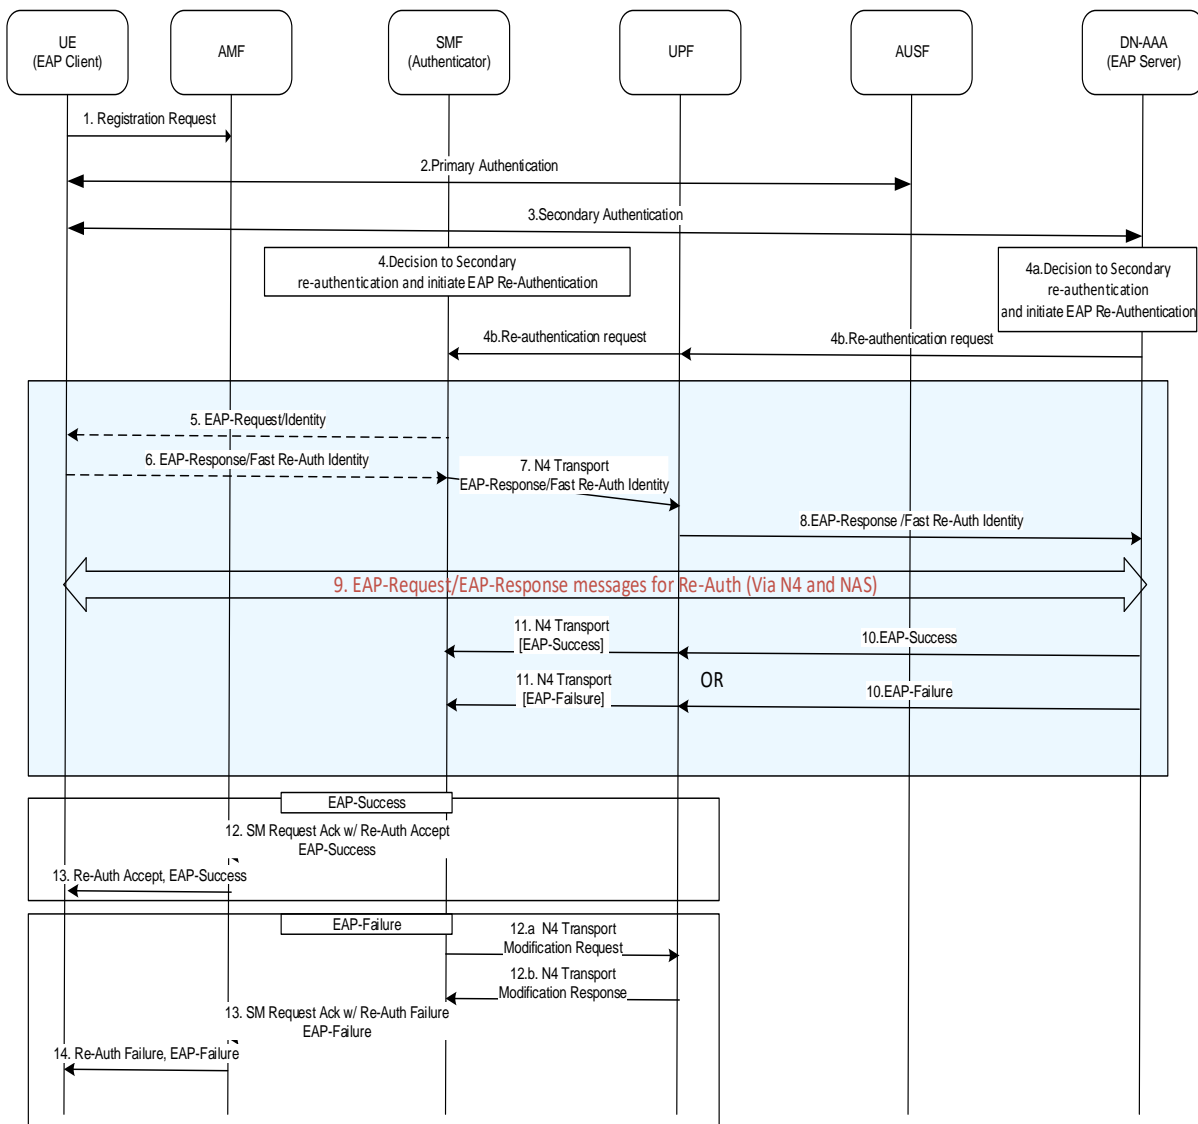 UE
(EAP Client)
AMF
SMF
(Authenticator)
UPF
AUSF
DN-AAA
(EAP Server)
1. Registration Request
2.Primary Authentication
3.Secondary Authentication
4.Decision to Secondary
re-authentication and initiate EAP Re-Authentication
4a.Decision to Secondary
re-authentication
and initiate EAP Re-Authentication
4b.Re-authentication request
4b.Re-authentication request
5. EAP-Request/Identity
6. EAP-Response/Fast Re-Auth Identity
7. N4 Transport
EAP-Response/Fast Re-Auth Identity
8.EAP-Response /Fast Re-Auth Identity
9. EAP-Request/EAP-Response messages for Re-Auth (Via N4 and NAS)
11. N4 Transport
[EAP-Success]
10.EAP-Success
OR
11. N4 Transport
[EAP-Failsure]
10.EAP-Failure
EAP-Success
12. SM Request Ack w/ Re-Auth Accept
EAP-Success
13. Re-Auth Accept, EAP-Success
EAP-Failure
12.a N4 Transport
Modification Request
12.b. N4 Transport
Modification Response
13. SM Request Ack w/ Re-Auth Failure
EAP-Failure
14. Re-Auth Failure, EAP-Failure